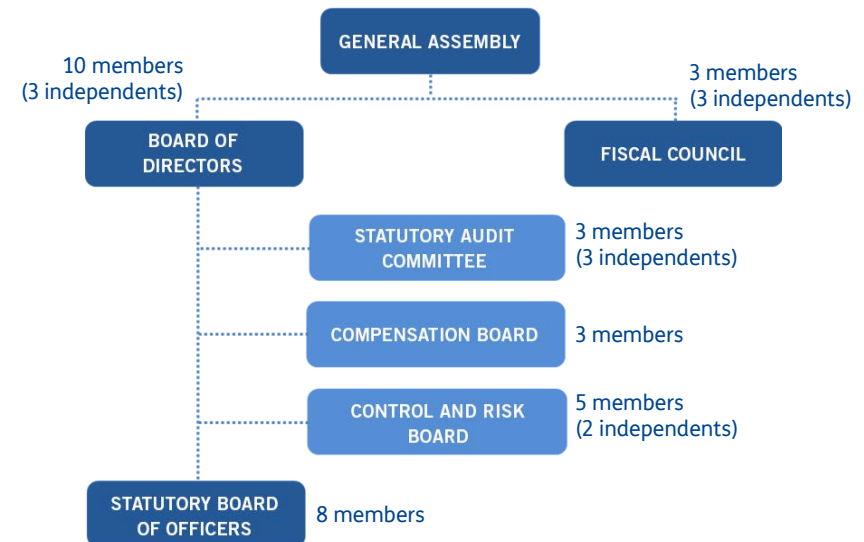 GENERAL ASSEMBLY
10 members
(3 independents)
3 members
(3 independents)
BOARD OF
DIRECTORS
FISCAL COUNCIL
STATUTORY AUDIT
COMMITTEE
3 members
(3 independents)
COMPENSATION BOARD
3 members
CONTROL AND RISK
BOARD
5 members
(2 independents)
STATUTORY BOARD
OF OFFICERS
8 members